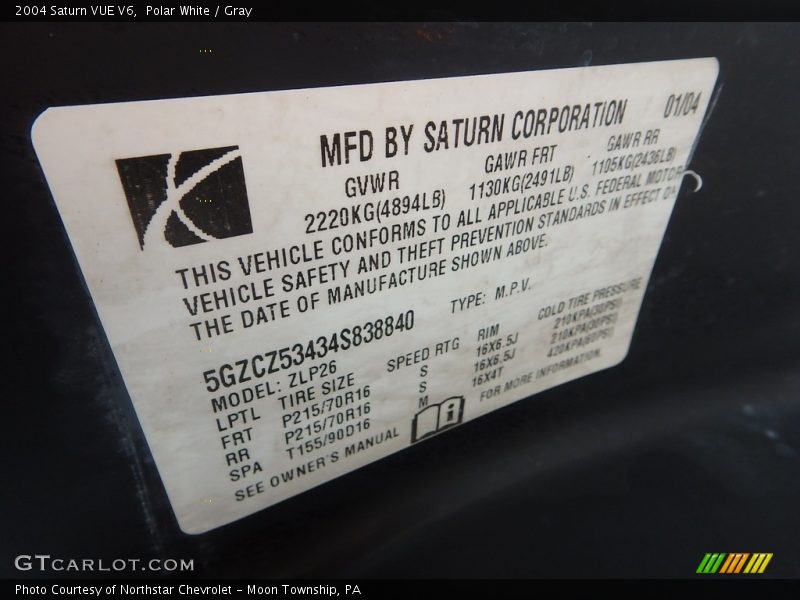 2004 Saturn VUE V6,  Polar White / Gray
MFD BY SATURN CORPORATION 01/04
GVWR GAWR FRT GAWR RR
2220KG(4894LB) 1130KG(2491LB) 1105KG(2436LB)
THIS VEHICLE CONFORMS TO ALL APPLICABLE U.S. FEDERAL MOTOR
VEHICLE SAFETY AND THEFT PREVENTION STANDARDS IN EFFECT ON
THE DATE OF MANUFACTURE SHOWN ABOVE.
5GZCZ53434S838840 TYPE: M.P.V.
MODEL: ZLP26
LPTL TIRE SIZE SPEED RTG RIM COLD TIRE PRESSURE
FRT P215/70R16 S 16X6.5J 210KPA(30PSI)
RR P215/70R16 S 16X6.5J 210KPA(30PSI)
SPA T155/90D16 M 16X4T 420KPA(60PSI)
SEE OWNER'S MANUAL FOR MORE INFORMATION.
GTCARLOT.COM
Photo Courtesy of Northstar Chevrolet - Moon Township, PA